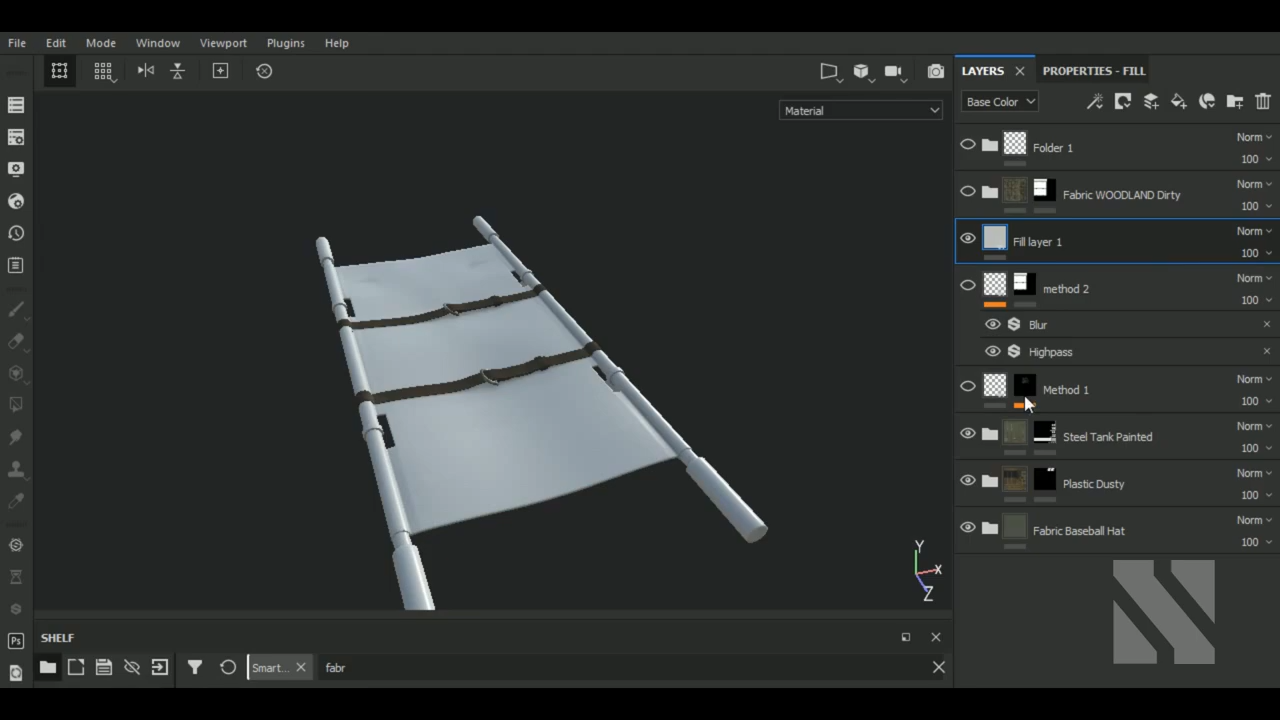 File Edit Mode Window Viewport Plugins Help
LAYERS PROPERTIES - FILL
Base Color
Material
Folder 1 Norm 100
Fabric WOODLAND Dirty Norm 100
Fill layer 1 Norm 100
method 2 Norm 100
Blur
Highpass
Method 1 Norm 100
Steel Tank Painted Norm 100
Plastic Dusty Norm 100
Fabric Baseball Hat Norm 100
Y
X
Z
SHELF
Smart... fabr
Ps